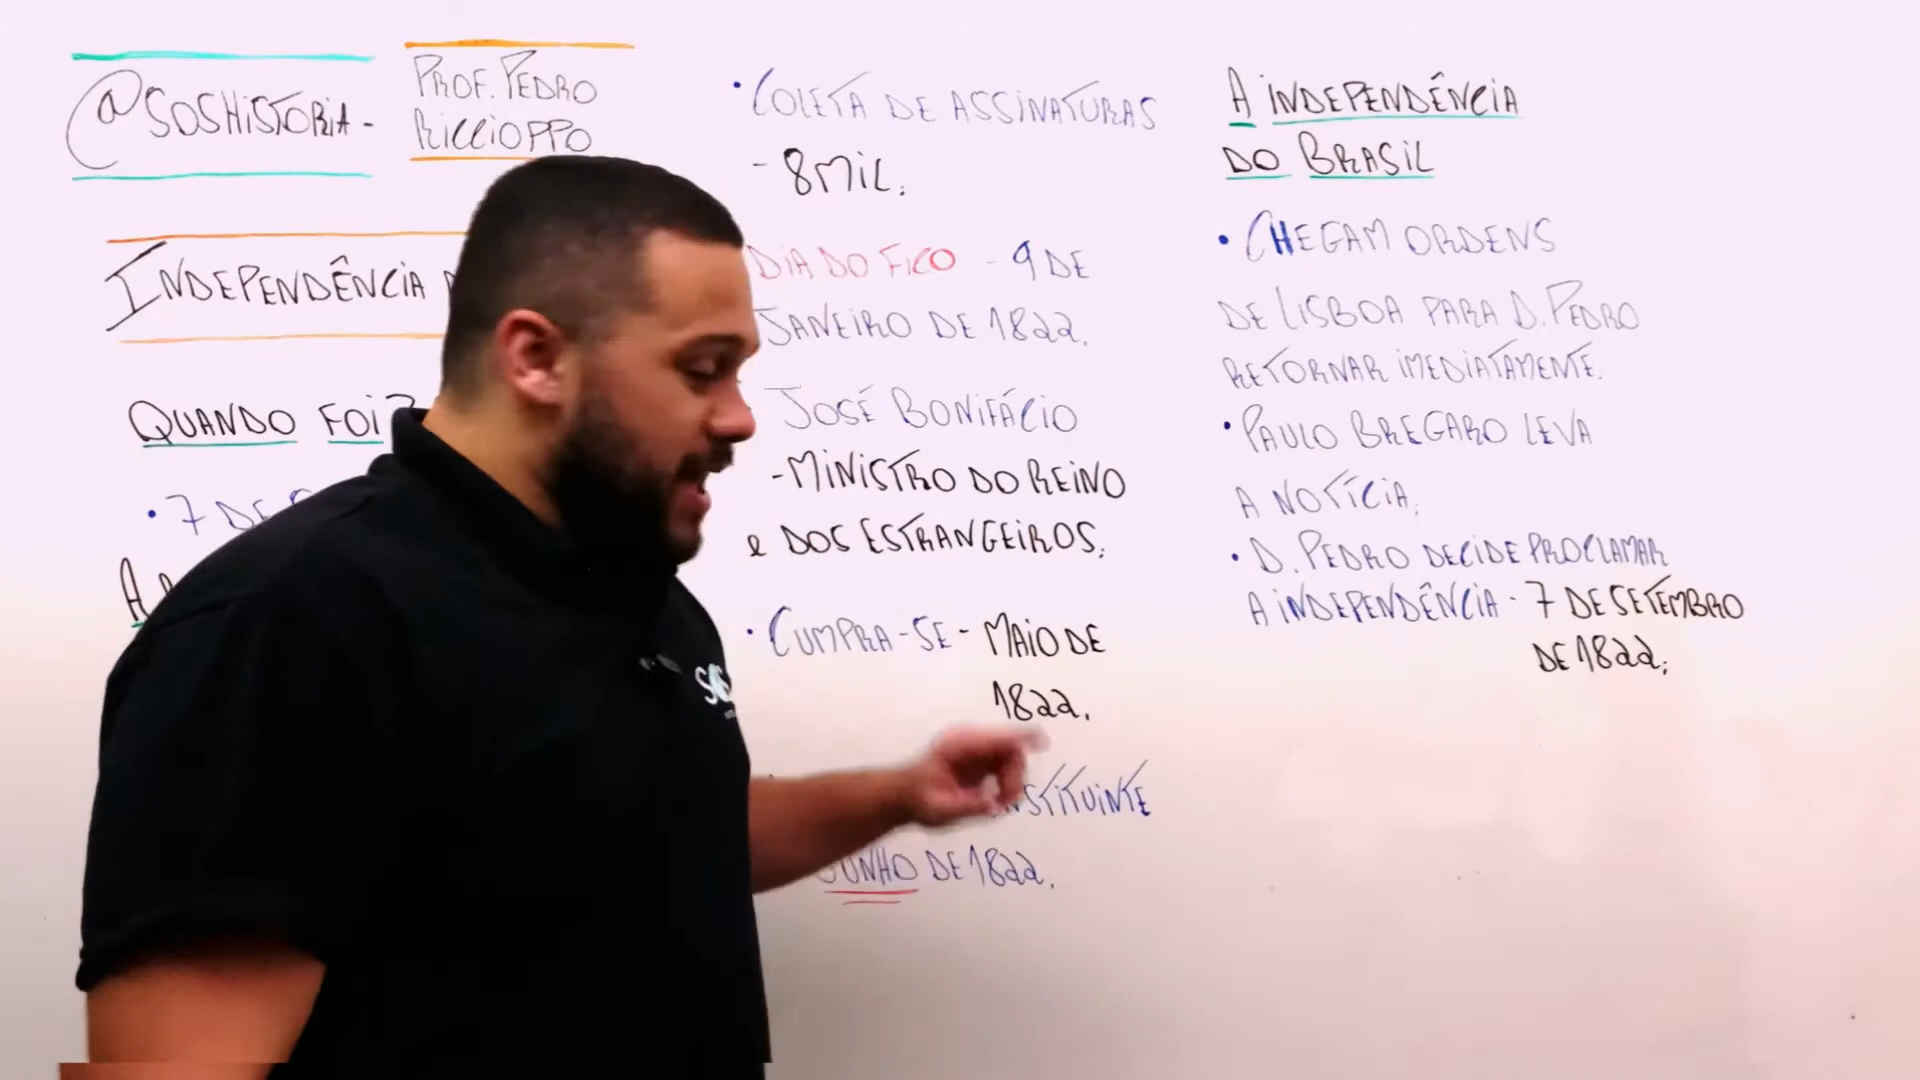 @SOSHISTORIA -
PROF. PEDRO
RICCIOPPO
INDEPENDÊNCIA
QUANDO FOI?
• 7 DE
A
• COLETA DE ASSINATURAS
- 8 MIL.
DIA DO FICO - 9 DE
JANEIRO DE 1822.
JOSÉ BONIFÁCIO
- MINISTRO DO REINO
e DOS ESTRANGEIROS.
• CUMPRA-SE - MAIO DE
1822.
NSTITUINTE
JUNHO DE 1822.
A INDEPENDÊNCIA
DO BRASIL
• CHEGAM ORDENS
DE LISBOA PARA D. PEDRO
RETORNAR IMEDIATAMENTE.
• PAULO BREGARO LEVA
A NOTÍCIA.
• D. PEDRO DECIDE PROCLAMAR
A INDEPENDÊNCIA - 7 DE SETEMBRO
DE 1822.